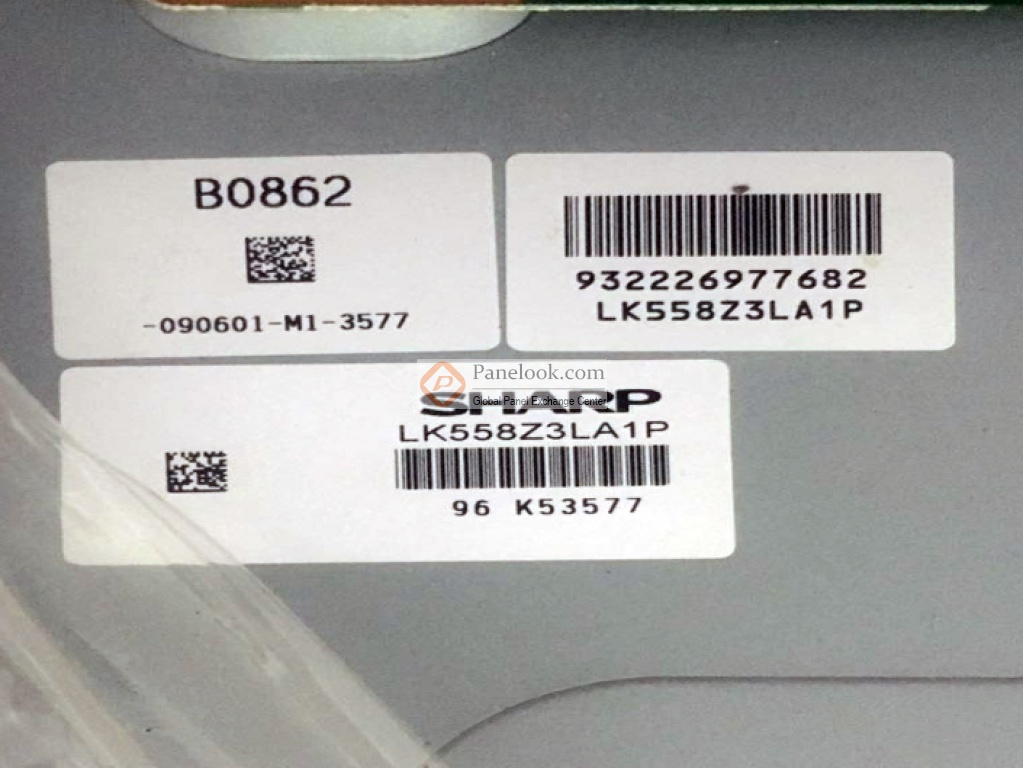 B0862
-090601-M1-3577
932226977682
LK558Z3LA1P
Panelook.com
Global Panel Exchange Center
SHARP
LK558Z3LA1P
96 K53577